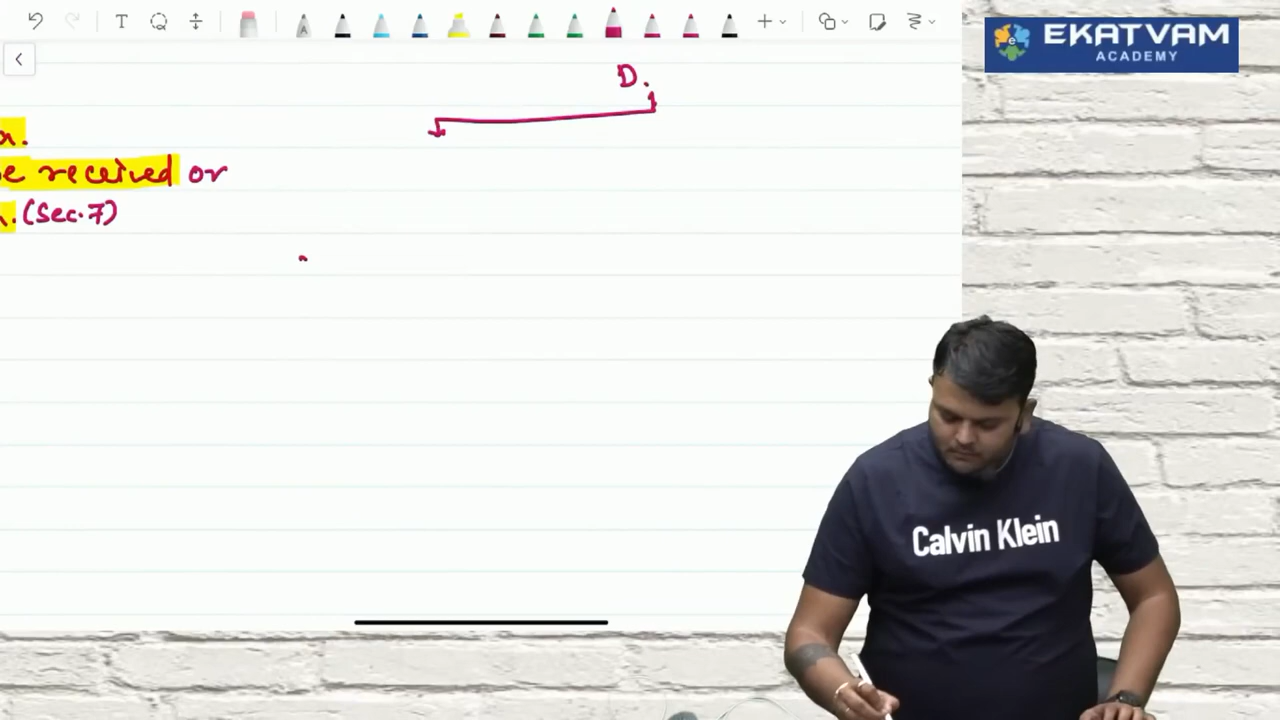 EKATVAM
ACADEMY
D.
a.
e received or
. (Sec.7)
Calvin Klein